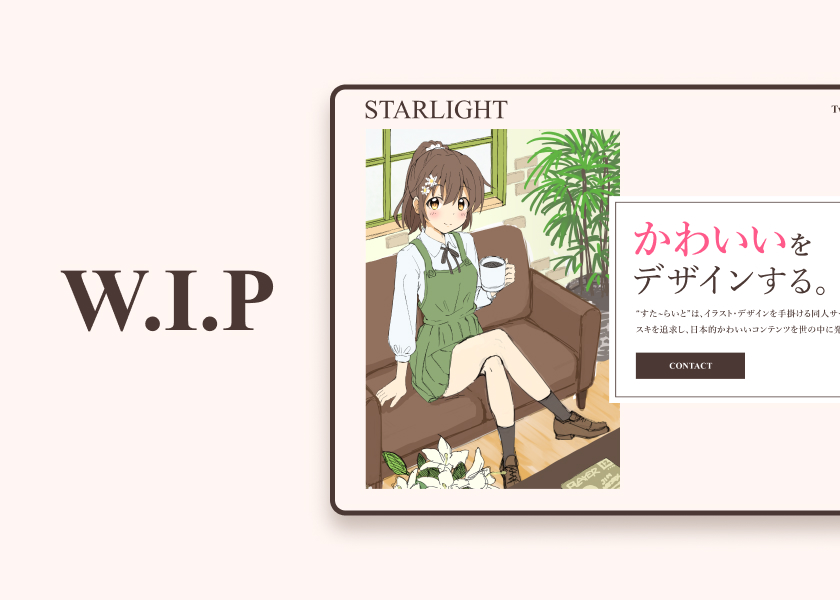 W.I.P
STARLIGHT
かわいいを
デザインする。
“すた~らいと”は、イラスト・デザインを手掛ける同人サー
スキを追求し、日本的かわいいコンテンツを世の中に発
CONTACT